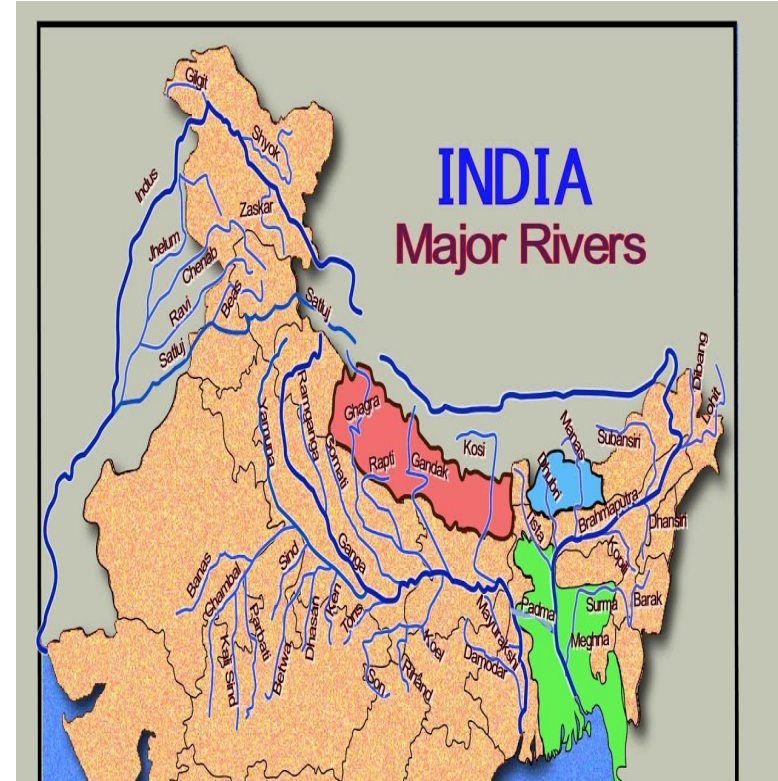 INDIA
Major Rivers
Gilgit
Shyok
Indus
Zaskar
Jhelum
Chenab
Ravi
Beas
Satluj
Satluj
Yamuna
Ramganga
Gomati
Ghagra
Rapti
Gandak
Kosi
Manas
Dhubri
Subansiri
Dibang
Lohit
Brahmaputra
Dhansiri
Kopili
Tista
Ganga
Banas
Chambal
Sind
Kali Sind
Parbati
Betwa
Dhasan
Ken
Tons
Son
Rihand
Koel
Damodar
Mayurakshi
Padma
Meghna
Surma
Barak